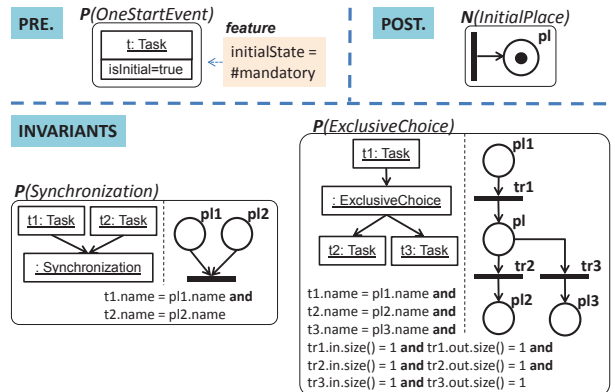 PRE.
P(OneStartEvent)
t: Task
isInitial=true
feature
initialState =
#mandatory
POST.
N(InitialPlace)
pl
INVARIANTS
P(Synchronization)
t1: Task
t2: Task
: Synchronization
pl1
pl2
t1.name = pl1.name and
t2.name = pl2.name
P(ExclusiveChoice)
t1: Task
: ExclusiveChoice
t2: Task
t3: Task
pl1
tr1
pl
tr2
tr3
pl2
pl3
t1.name = pl1.name and
t2.name = pl2.name and
t3.name = pl3.name and
tr1.in.size() = 1 and tr1.out.size() = 1 and
tr2.in.size() = 1 and tr2.out.size() = 1 and
tr3.in.size() = 1 and tr3.out.size() = 1